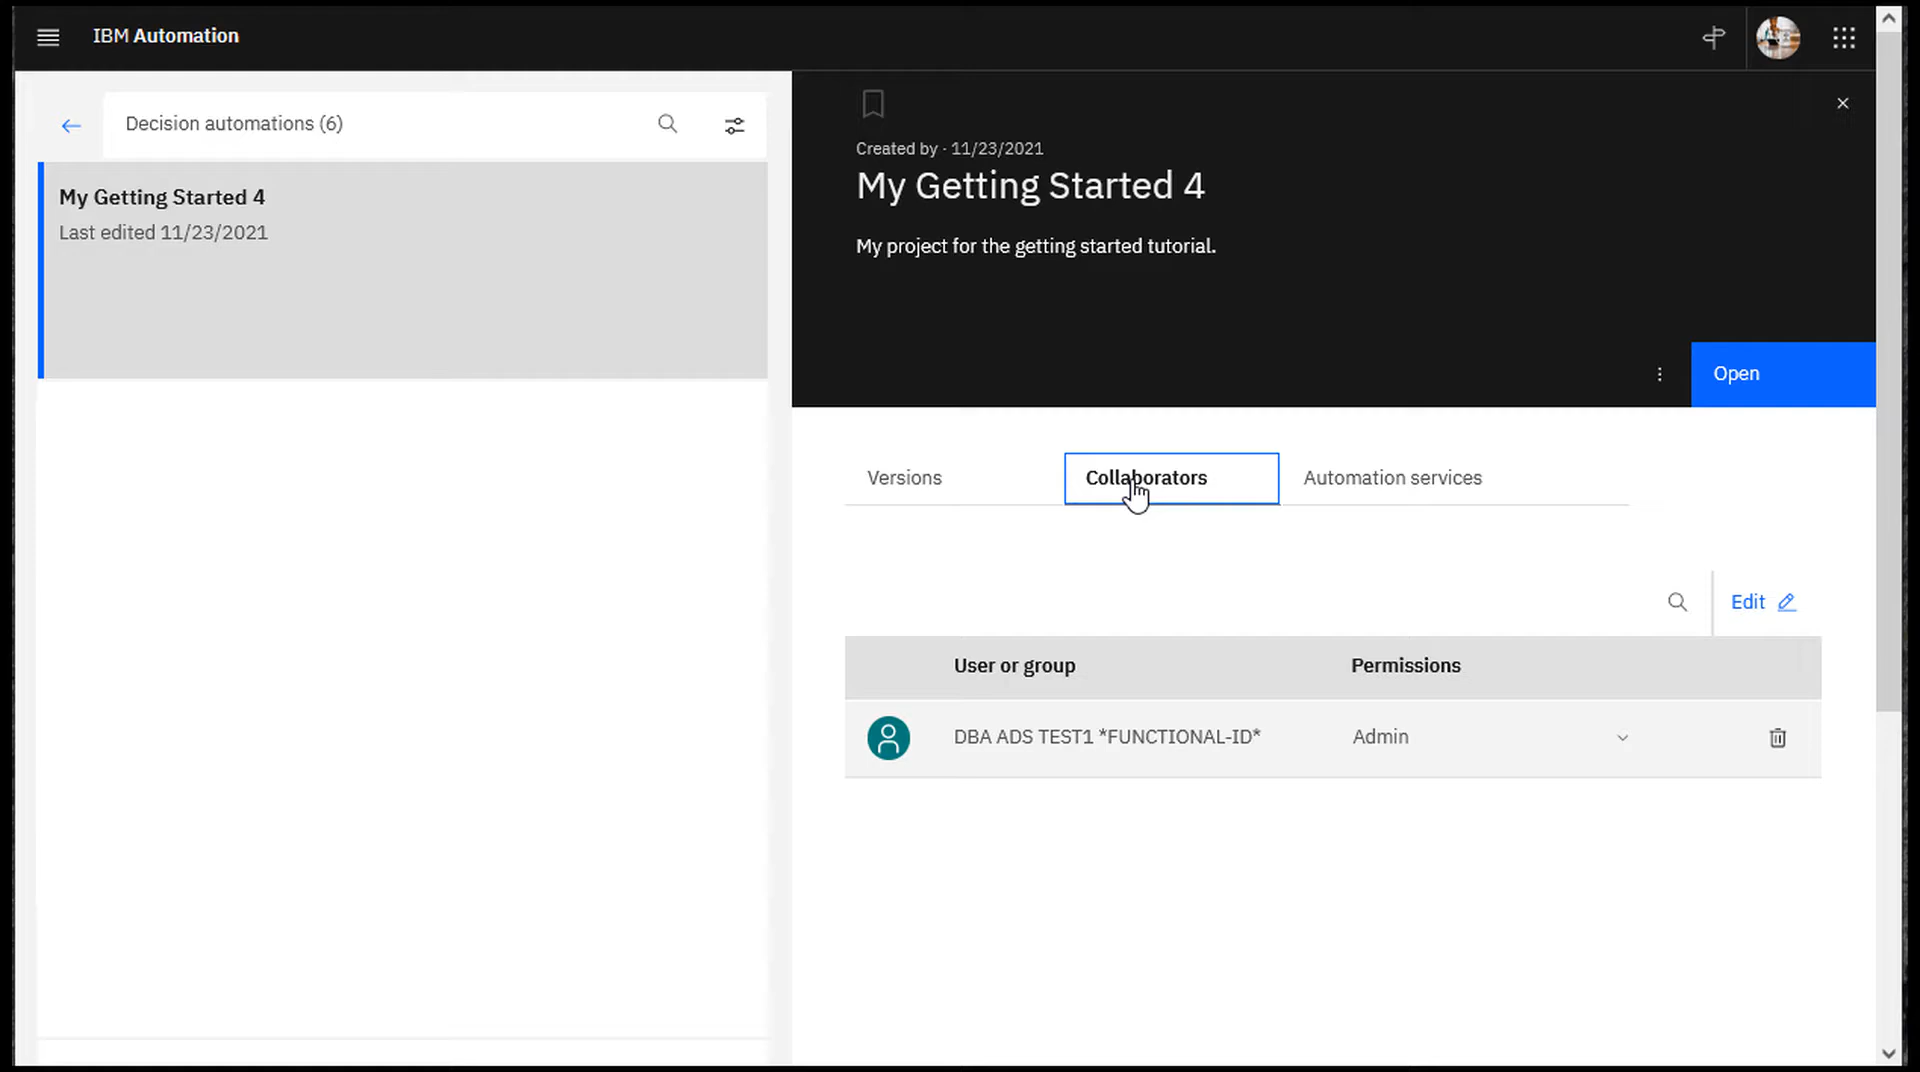 IBM Automation
Decision automations (6)
My Getting Started 4
Last edited 11/23/2021
Created by · 11/23/2021
My Getting Started 4
My project for the getting started tutorial.
Open
Versions
Collaborators
Automation services
Edit
User or group
Permissions
DBA ADS TEST1 *FUNCTIONAL-ID*
Admin